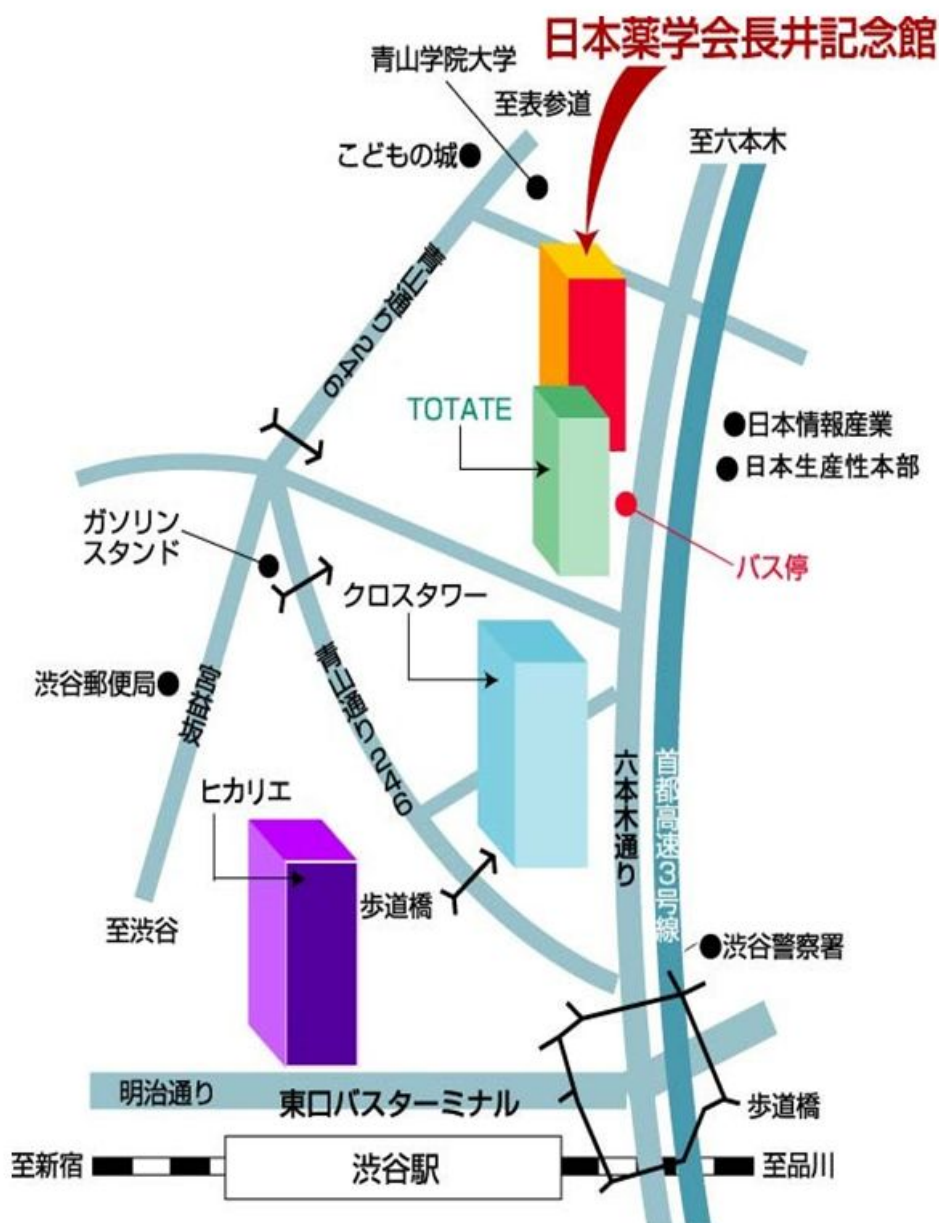 日本薬学会長井記念館
青山学院大学
至表参道
至六本木
こどもの城
青山通り246
TOTATE
日本情報産業
日本生産性本部
ガソリン
スタンド
バス停
クロスタワー
渋谷郵便局
宮益坂
青山通り246
六本木通り
首都高速3号線
ヒカリエ
歩道橋
至渋谷
渋谷警察署
明治通り
東口バスターミナル
歩道橋
至新宿
渋谷駅
至品川